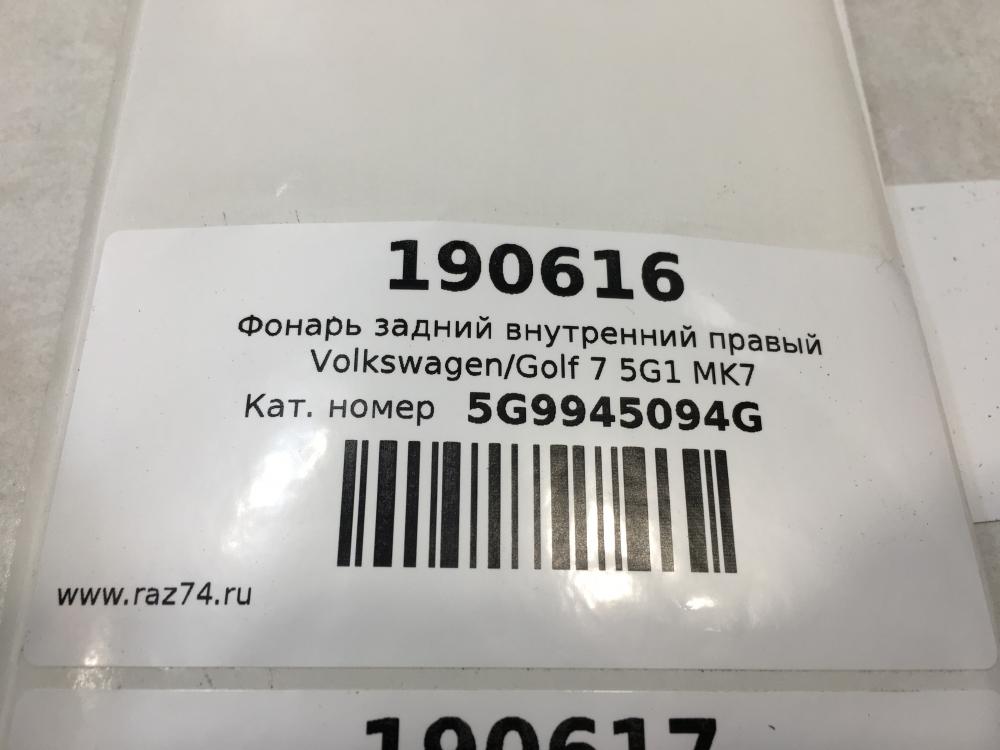 190616
Фонарь задний внутренний правый
Volkswagen/Golf 7 5G1 MK7
Кат. номер 5G9945094G
www.raz74.ru
190617